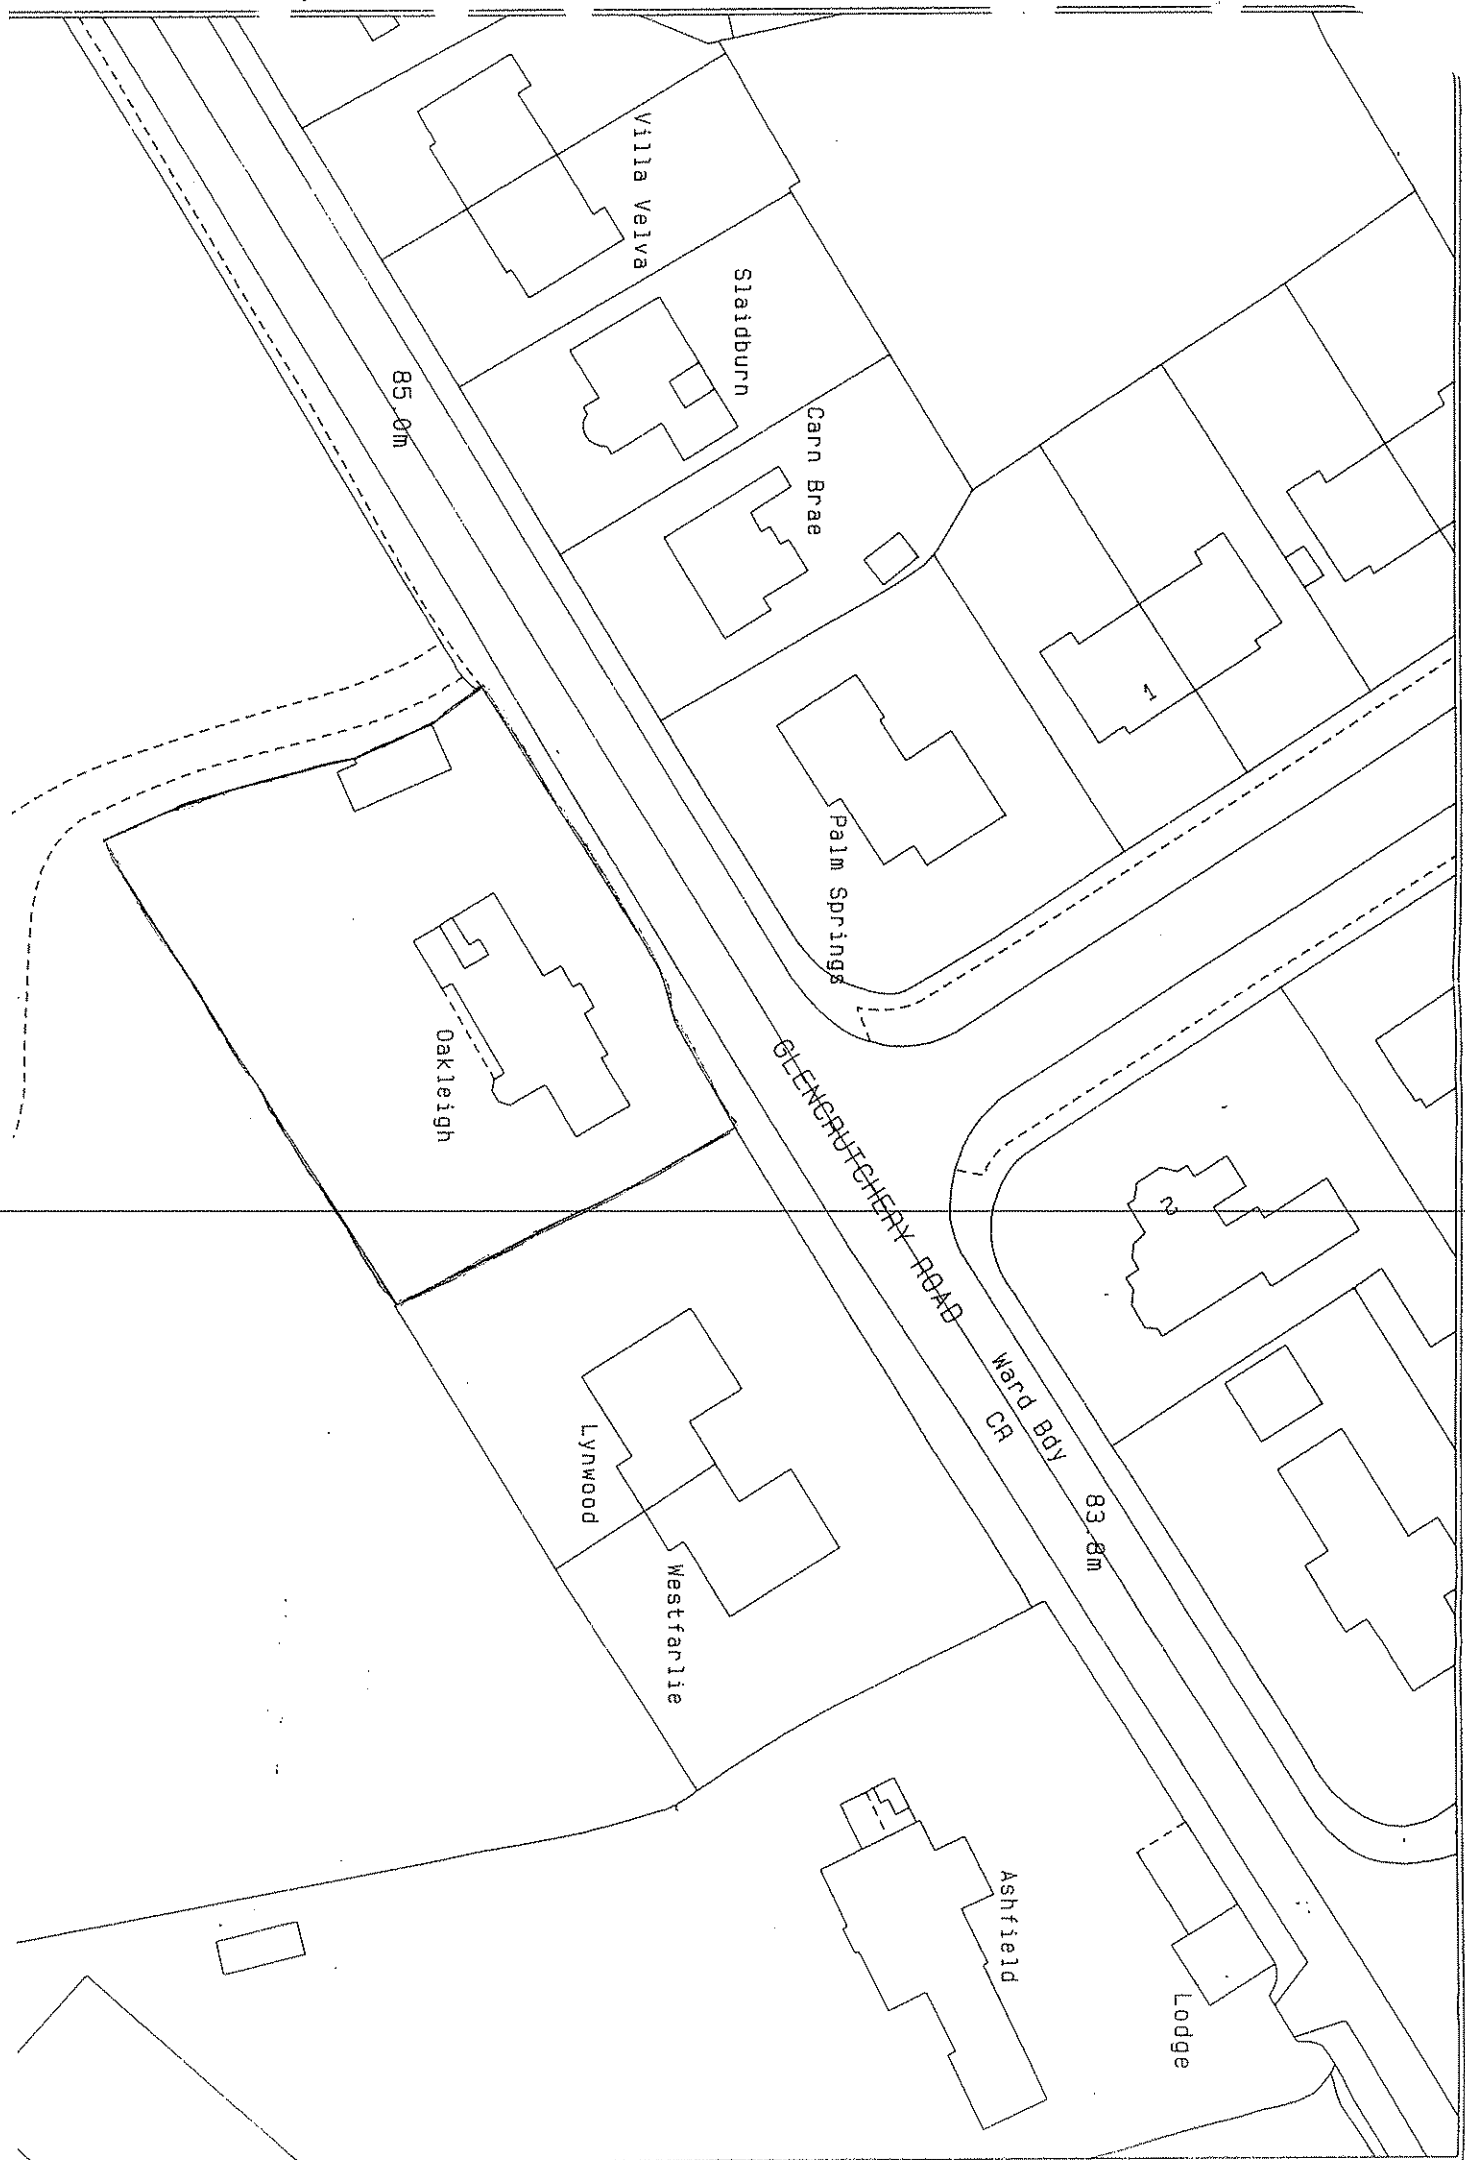 Villa Velva
Slaidburn
Carn Brae
85.0m
1
Palm Springs
Oakleigh
GLENCRUTCHERY ROAD
2
Ward Bdy
CR
83.8m
Lynwood
Westfarlie
Ashfield
Lodge